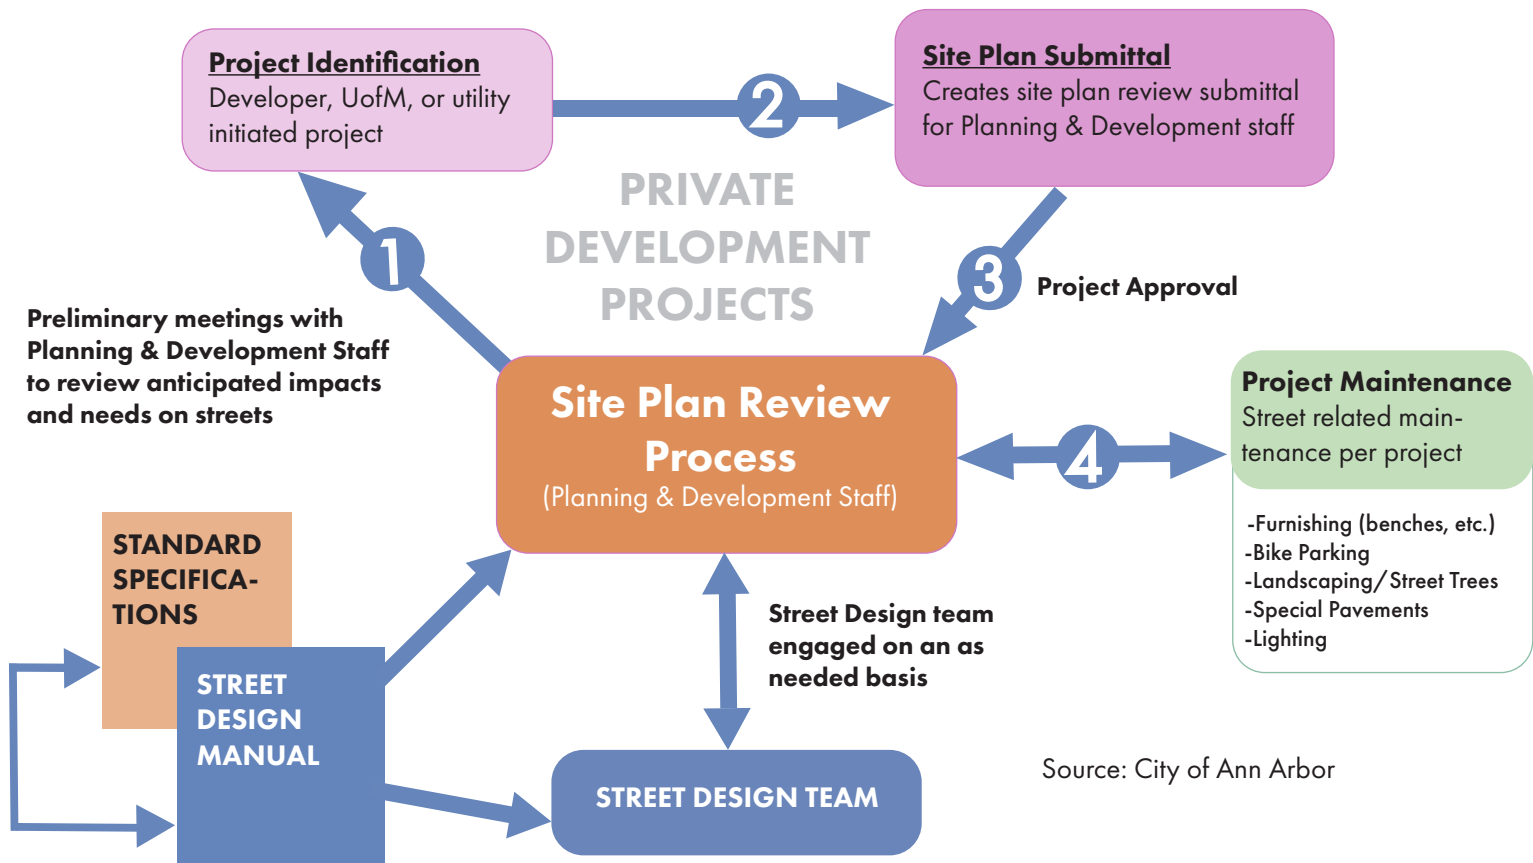 Project Identification
Developer, UofM, or utility
initiated project
2
Site Plan Submittal
Creates site plan review submittal
for Planning & Development staff
PRIVATE
DEVELOPMENT
PROJECTS
1
3
Project Approval
Preliminary meetings with
Planning & Development Staff
to review anticipated impacts
and needs on streets
Site Plan Review
Process
(Planning & Development Staff)
4
Project Maintenance
Street related main-
tenance per project
-Furnishing (benches, etc.)
-Bike Parking
-Landscaping/Street Trees
-Special Pavements
-Lighting
STANDARD
SPECIFICA-
TIONS
STREET
DESIGN
MANUAL
Street Design team
engaged on an as
needed basis
STREET DESIGN TEAM
Source: City of Ann Arbor